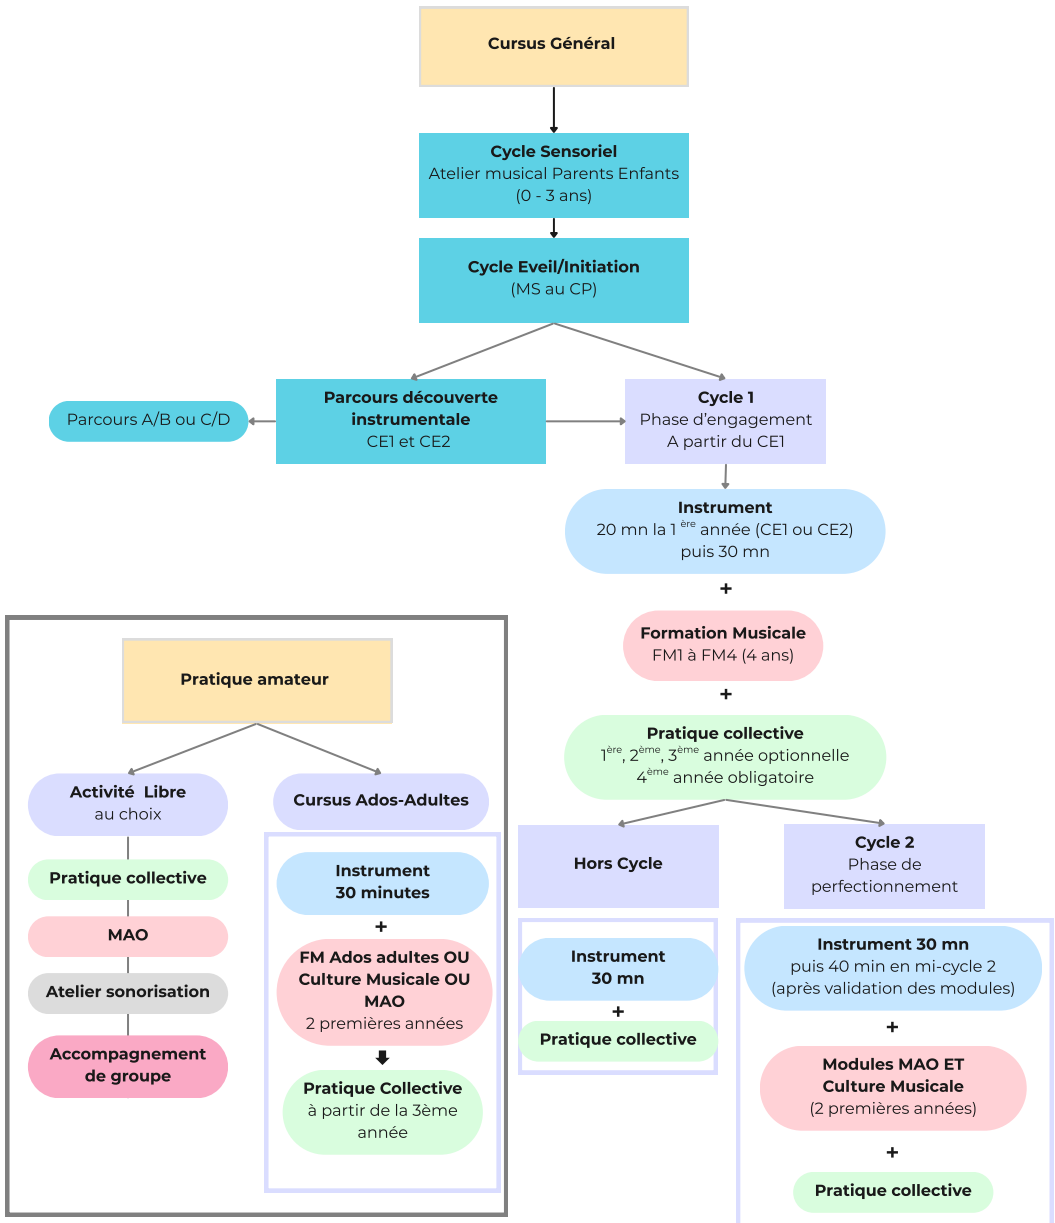 Cursus Général
Cycle Sensoriel
Atelier musical Parents Enfants
(0 - 3 ans)
Cycle Eveil/Initiation
(MS au CP)
Parcours A/B ou C/D
Parcours découverte
instrumentale
CE1 et CE2
Cycle 1
Phase d'engagement
A partir du CE1
Instrument
20 mn la 1 ère année (CE1 ou CE2)
puis 30 mn
+
Formation Musicale
FM1 à FM4 (4 ans)
+
Pratique collective
1ère, 2ème, 3ème année optionnelle
4ème année obligatoire
Hors Cycle
Instrument
30 mn
+
Pratique collective
Cycle 2
Phase de
perfectionnement
Instrument 30 mn
puis 40 min en mi-cycle 2
(après validation des modules)
+
Modules MAO ET
Culture Musicale
(2 premières années)
+
Pratique collective
Pratique amateur
Activité Libre
au choix
Pratique collective
MAO
Atelier sonorisation
Accompagnement
de groupe
Cursus Ados-Adultes
Instrument
30 minutes
+
FM Ados adultes OU
Culture Musicale OU
MAO
2 premières années
Pratique Collective
à partir de la 3ème
année